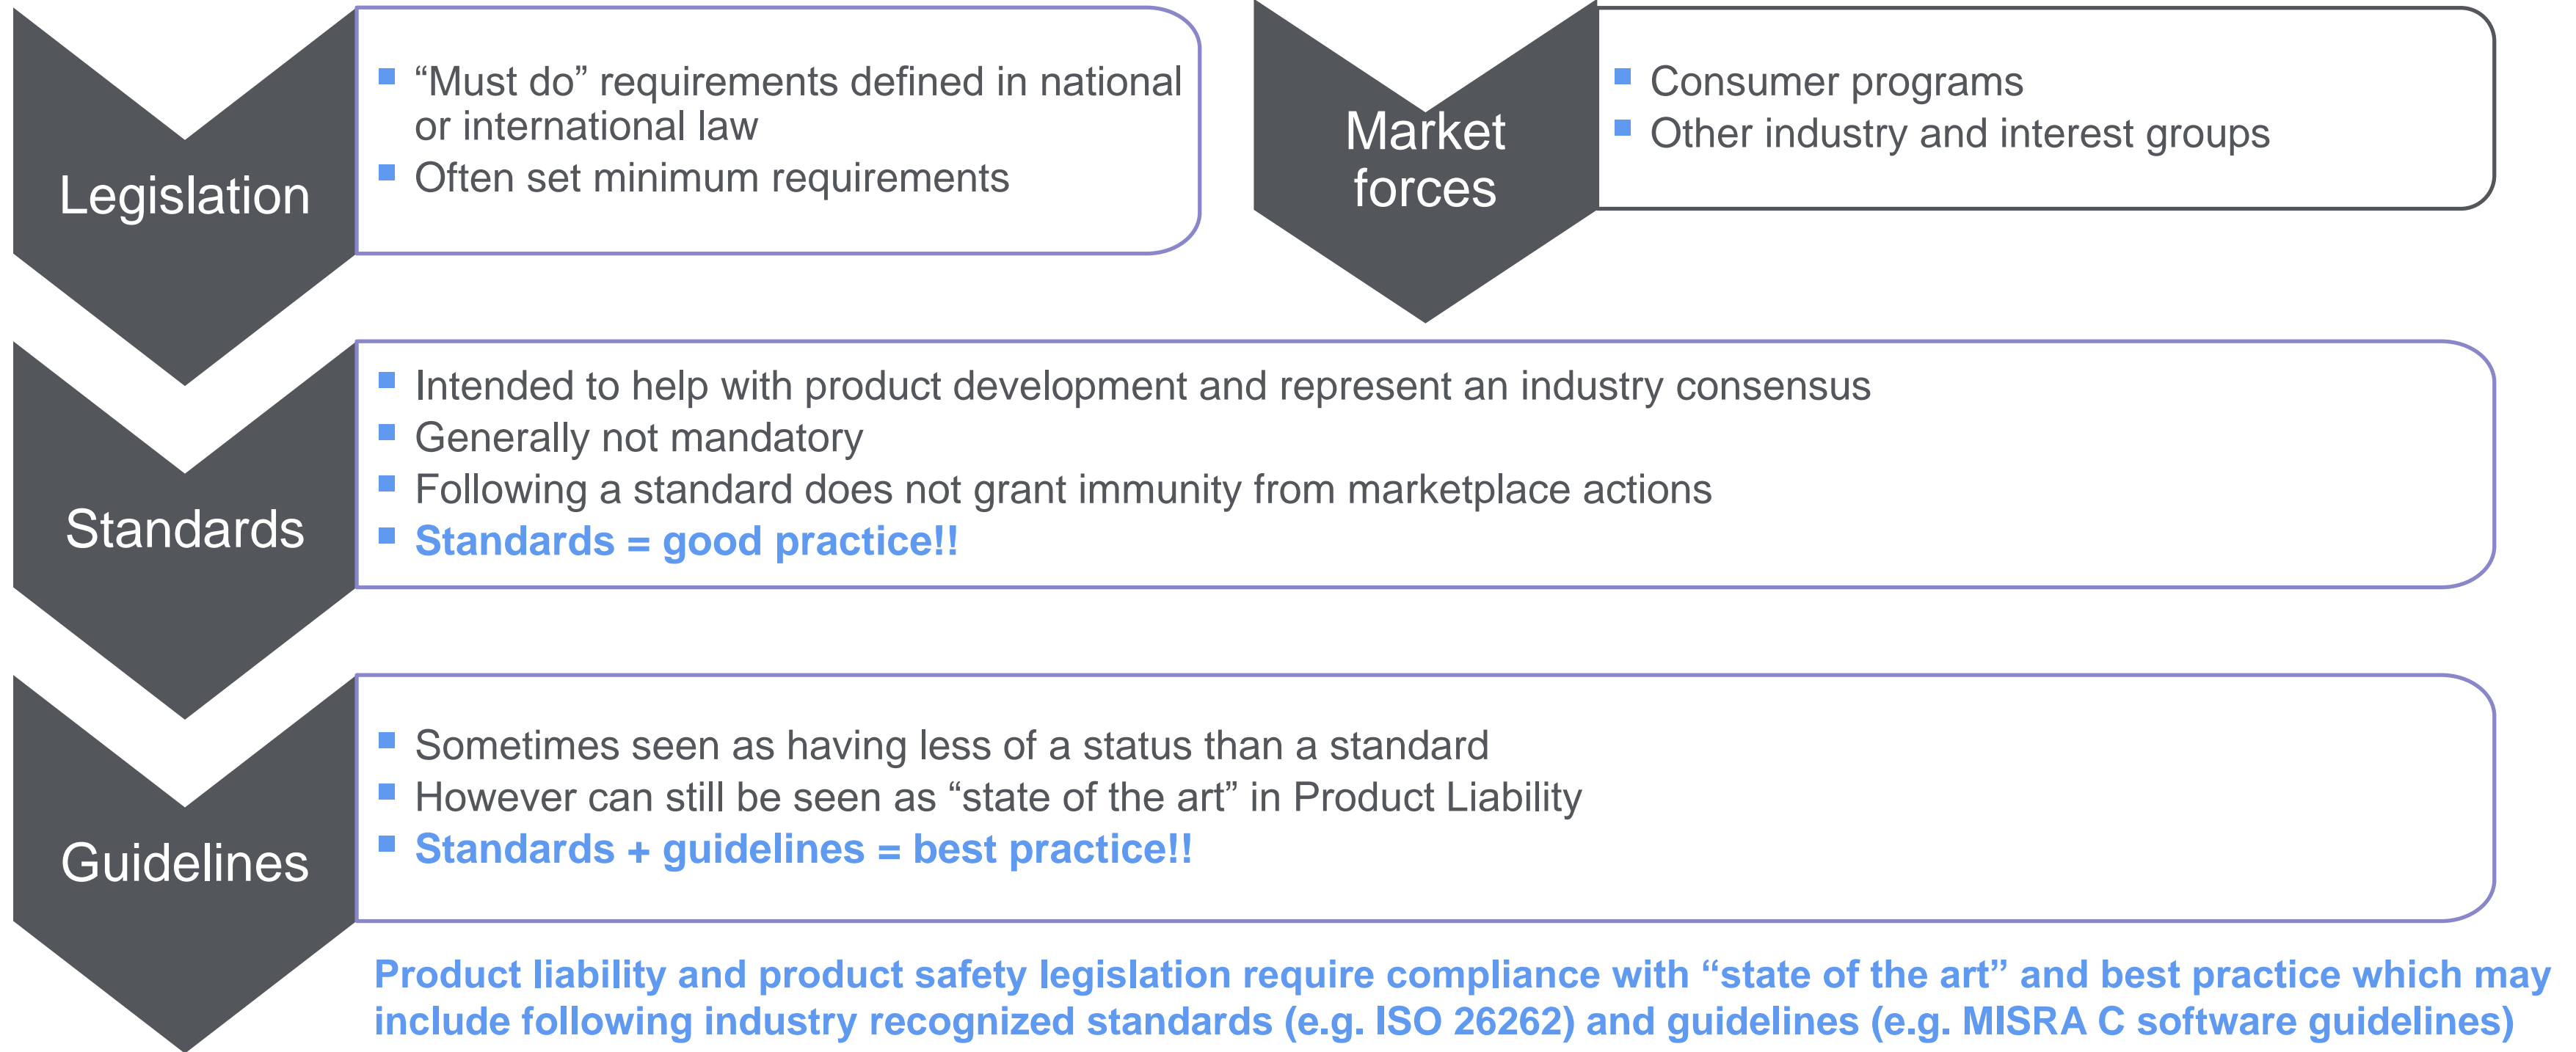 Legislation
“Must do” requirements defined in national
or international law
Often set minimum requirements
Market
forces
Consumer programs
Other industry and interest groups
Standards
Intended to help with product development and represent an industry consensus
Generally not mandatory
Following a standard does not grant immunity from marketplace actions
Standards = good practice!!
Guidelines
Sometimes seen as having less of a status than a standard
However can still be seen as “state of the art” in Product Liability
Standards + guidelines = best practice!!
Product liability and product safety legislation require compliance with “state of the art” and best practice which may
include following industry recognized standards (e.g. ISO 26262) and guidelines (e.g. MISRA C software guidelines)